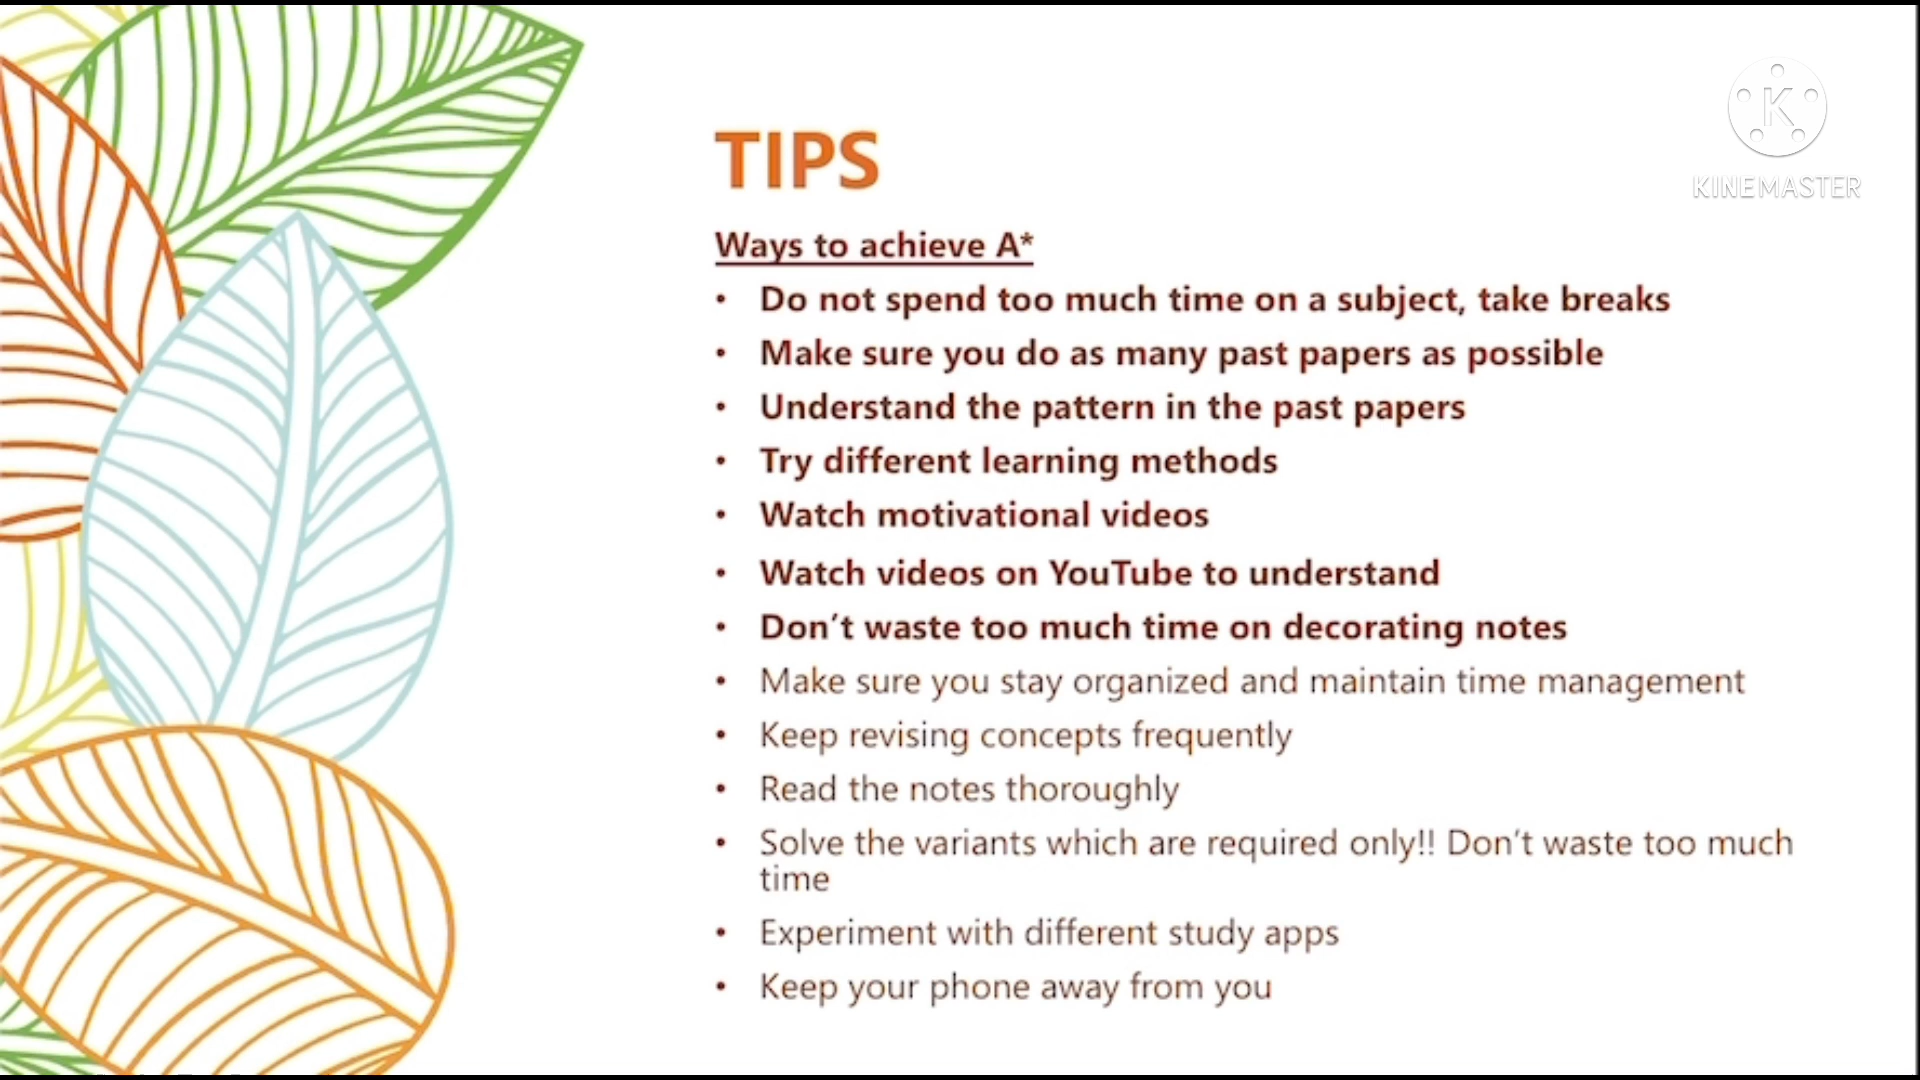 TIPS
K
KINEMASTER
Ways to achieve A*
• Do not spend too much time on a subject, take breaks
• Make sure you do as many past papers as possible
• Understand the pattern in the past papers
• Try different learning methods
• Watch motivational videos
• Watch videos on YouTube to understand
• Don’t waste too much time on decorating notes
• Make sure you stay organized and maintain time management
• Keep revising concepts frequently
• Read the notes thoroughly
• Solve the variants which are required only!! Don’t waste too much
time
• Experiment with different study apps
• Keep your phone away from you